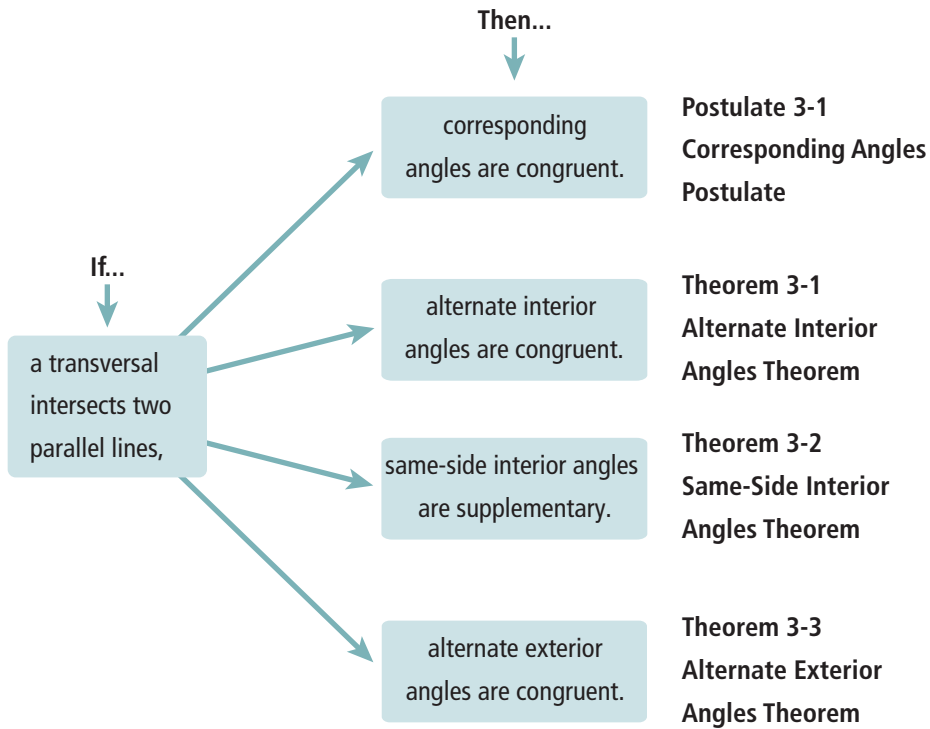 Then...
corresponding
angles are congruent.
Postulate 3-1
Corresponding Angles
Postulate
If...
a transversal
intersects two
parallel lines,
alternate interior
angles are congruent.
Theorem 3-1
Alternate Interior
Angles Theorem
same-side interior angles
are supplementary.
Theorem 3-2
Same-Side Interior
Angles Theorem
alternate exterior
angles are congruent.
Theorem 3-3
Alternate Exterior
Angles Theorem